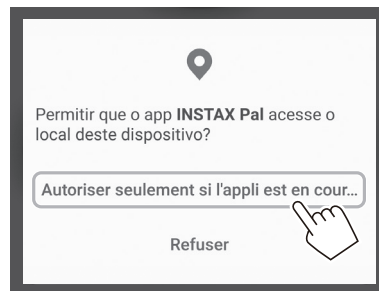 Permitir que o app INSTAX Pal acesse o
local deste dispositivo?
Autoriser seulement si l'appli est en cour...
Refuser